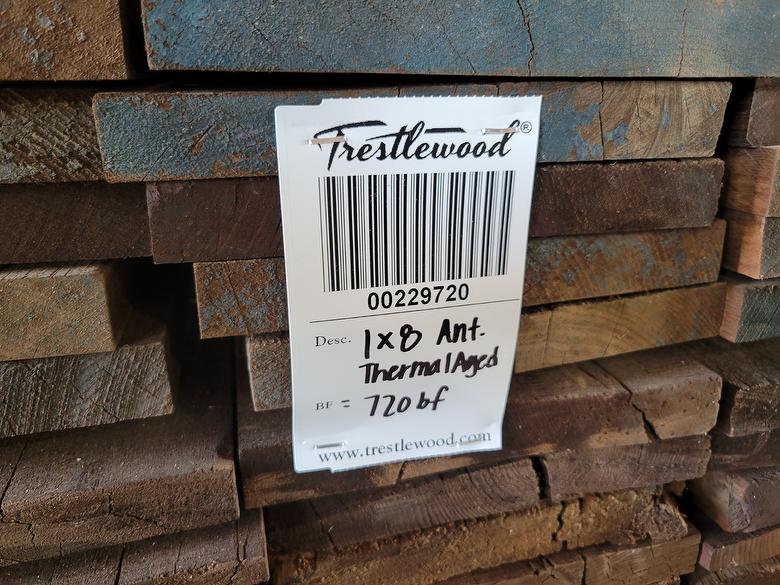 Trestlewood®
00229720
Desc. 1x8 Ant.
Thermal Aged
BF = 720 bf
www.trestlewood.com